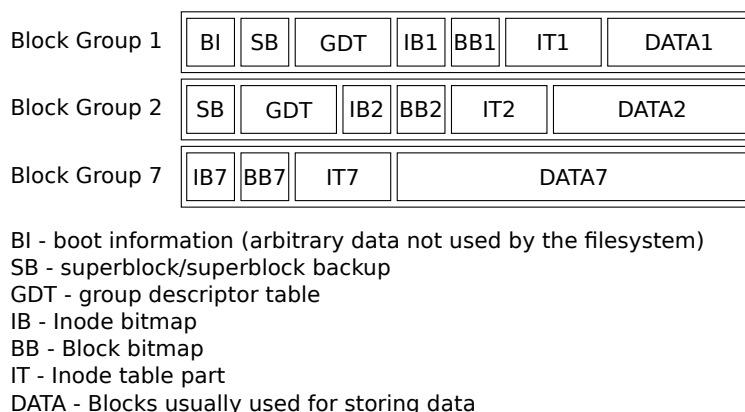 Block Group 1 BI SB GDT IB1 BB1 IT1 DATA1
Block Group 2 SB GDT IB2 BB2 IT2 DATA2
Block Group 7 IB7 BB7 IT7 DATA7
BI - boot information (arbitrary data not used by the filesystem)
SB - superblock/superblock backup
GDT - group descriptor table
IB - Inode bitmap
BB - Block bitmap
IT - Inode table part
DATA - Blocks usually used for storing data